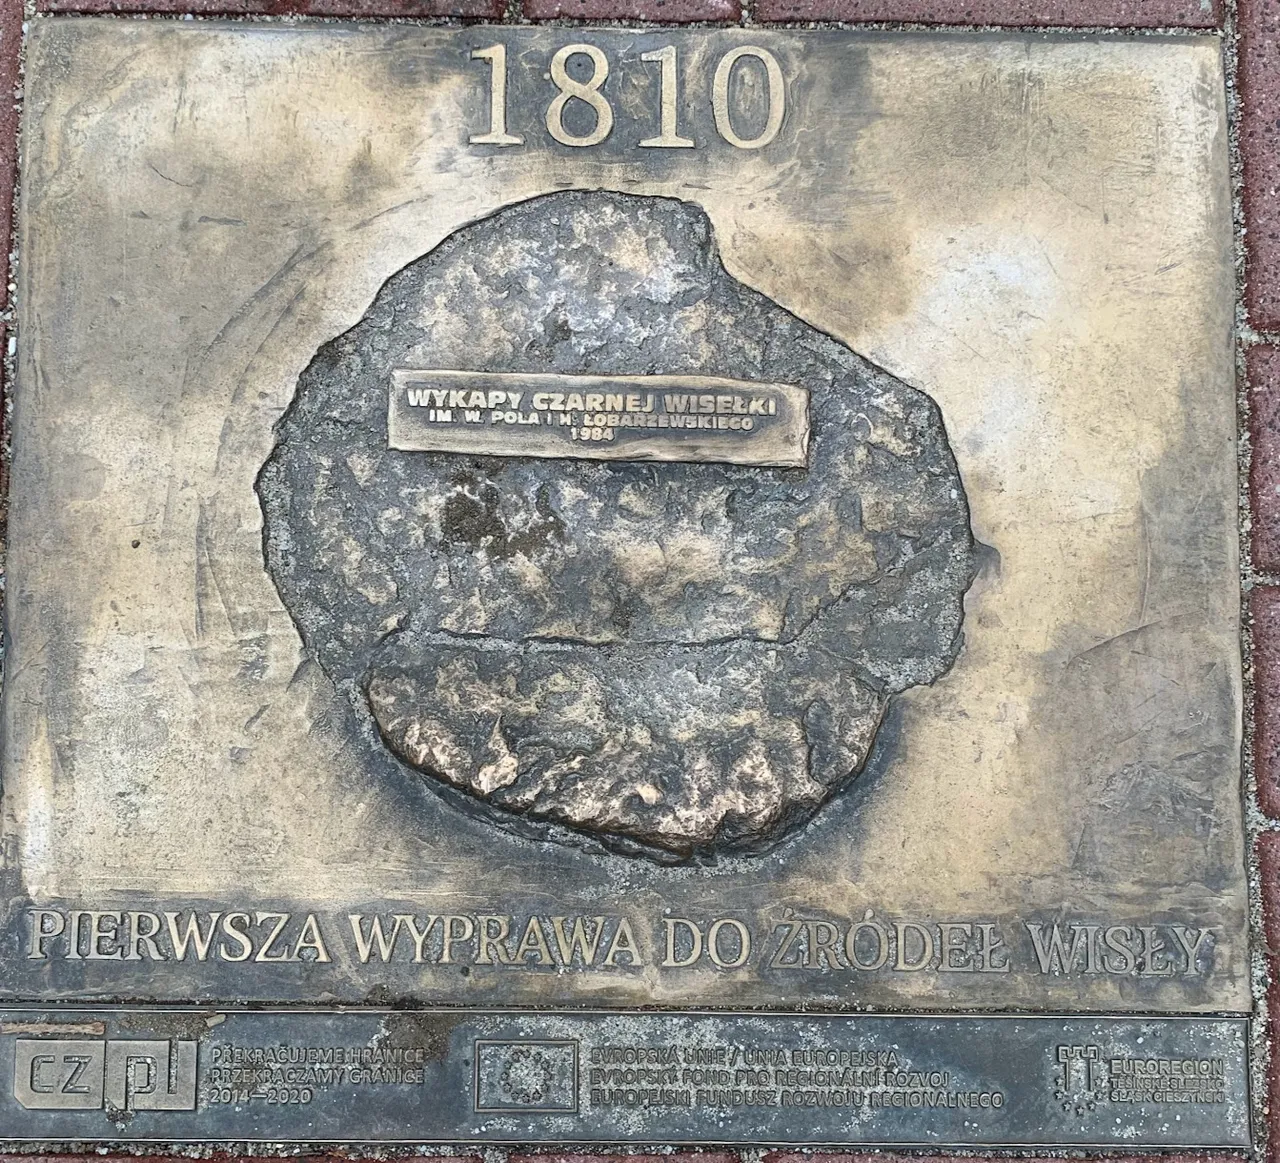 1810
WYKAPY CZARNEJ WISEŁKI
IM. W. POLA I H. ŁOBARZEWSKIEGO
1984
PIERWSZA WYPRAWA DO ŹRÓDEŁ WISŁY
CZ PL
PŘEKRAČUJEME HRANICE
PRZEKRACZAMY GRANICE
2014—2020
EVROPSKÁ UNIE / UNIA EUROPEJSKA
EVROPSKÝ FOND PRO REGIONÁLNÍ ROZVOJ
EUROPEJSKI FUNDUSZ ROZWOJU REGIONALNEGO
EUROREGION
TĚŠÍNSKÉ SLEZSKO
ŚLĄSK CIESZYŃSKI